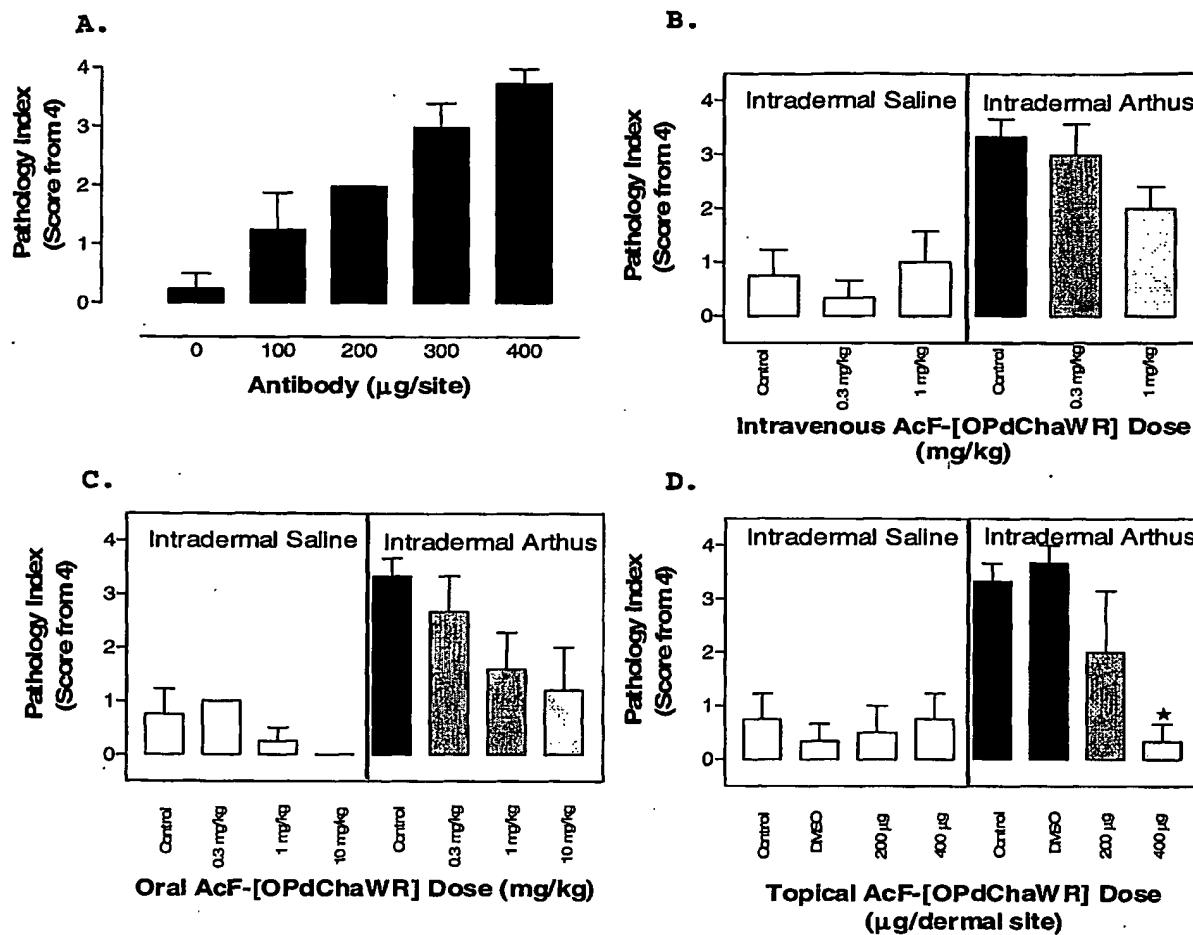 A.
Pathology Index
(Score from 4)
4
3
2
1
0
0 100 200 300 400
Antibody (μg/site)
B.
Pathology Index
(Score from 4)
4
3
2
1
0
Intradermal Saline
Intradermal Arthus
Control
0.3 mg/kg
1 mg/kg
Control
0.3 mg/kg
1 mg/kg
Intravenous AcF-[OPdChaWR] Dose
(mg/kg)
C.
Pathology Index
(Score from 4)
4
3
2
1
0
Intradermal Saline
Intradermal Arthus
Control
0.3 mg/kg
1 mg/kg
10 mg/kg
Control
0.3 mg/kg
1 mg/kg
10 mg/kg
Oral AcF-[OPdChaWR] Dose (mg/kg)
D.
Pathology Index
(Score from 4)
4
3
2
1
0
Intradermal Saline
Intradermal Arthus
★
Control
DMSO
200 μg
400 μg
Control
DMSO
200 μg
400 μg
Topical AcF-[OPdChaWR] Dose
(μg/dermal site)